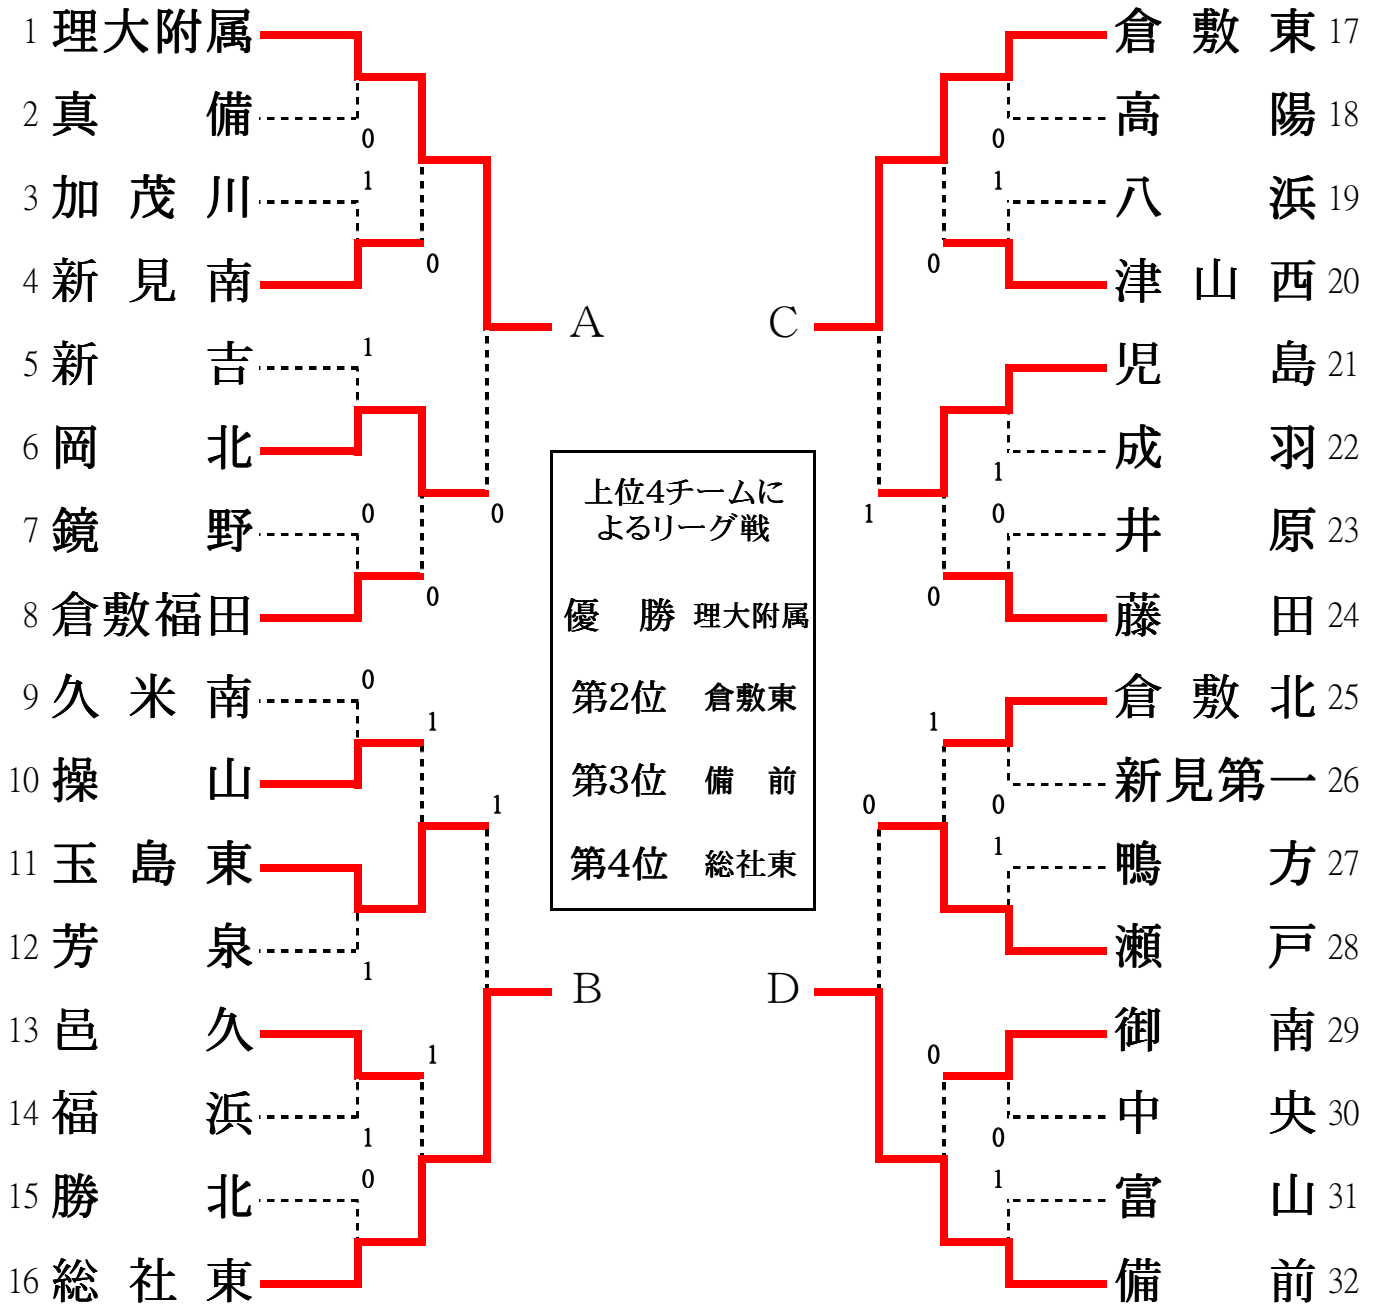 1 理大附属
2 真備
0
3 加茂川
1
4 新見南
0
5 新吉
1
6 岡北
0
7 鏡野
0
8 倉敷福田
0
9 久米南
0
10 操山
1
11 玉島東
1
12 芳泉
1
13 邑久
1
14 福浜
1
15 勝北
0
16 総社東
A
B
上位4チームに
よるリーグ戦
優勝 理大附属
第2位 倉敷東
第3位 備前
第4位 総社東
C
D
倉敷東 17
高陽 18
0
八浜 19
1
津山西 20
0
児島 21
成羽 22
1
1
井原 23
0
藤田 24
0
倉敷北 25
1
新見第一 26
0
0
鴨方 27
1
瀬戸 28
御南 29
0
中央 30
0
富山 31
1
備前 32